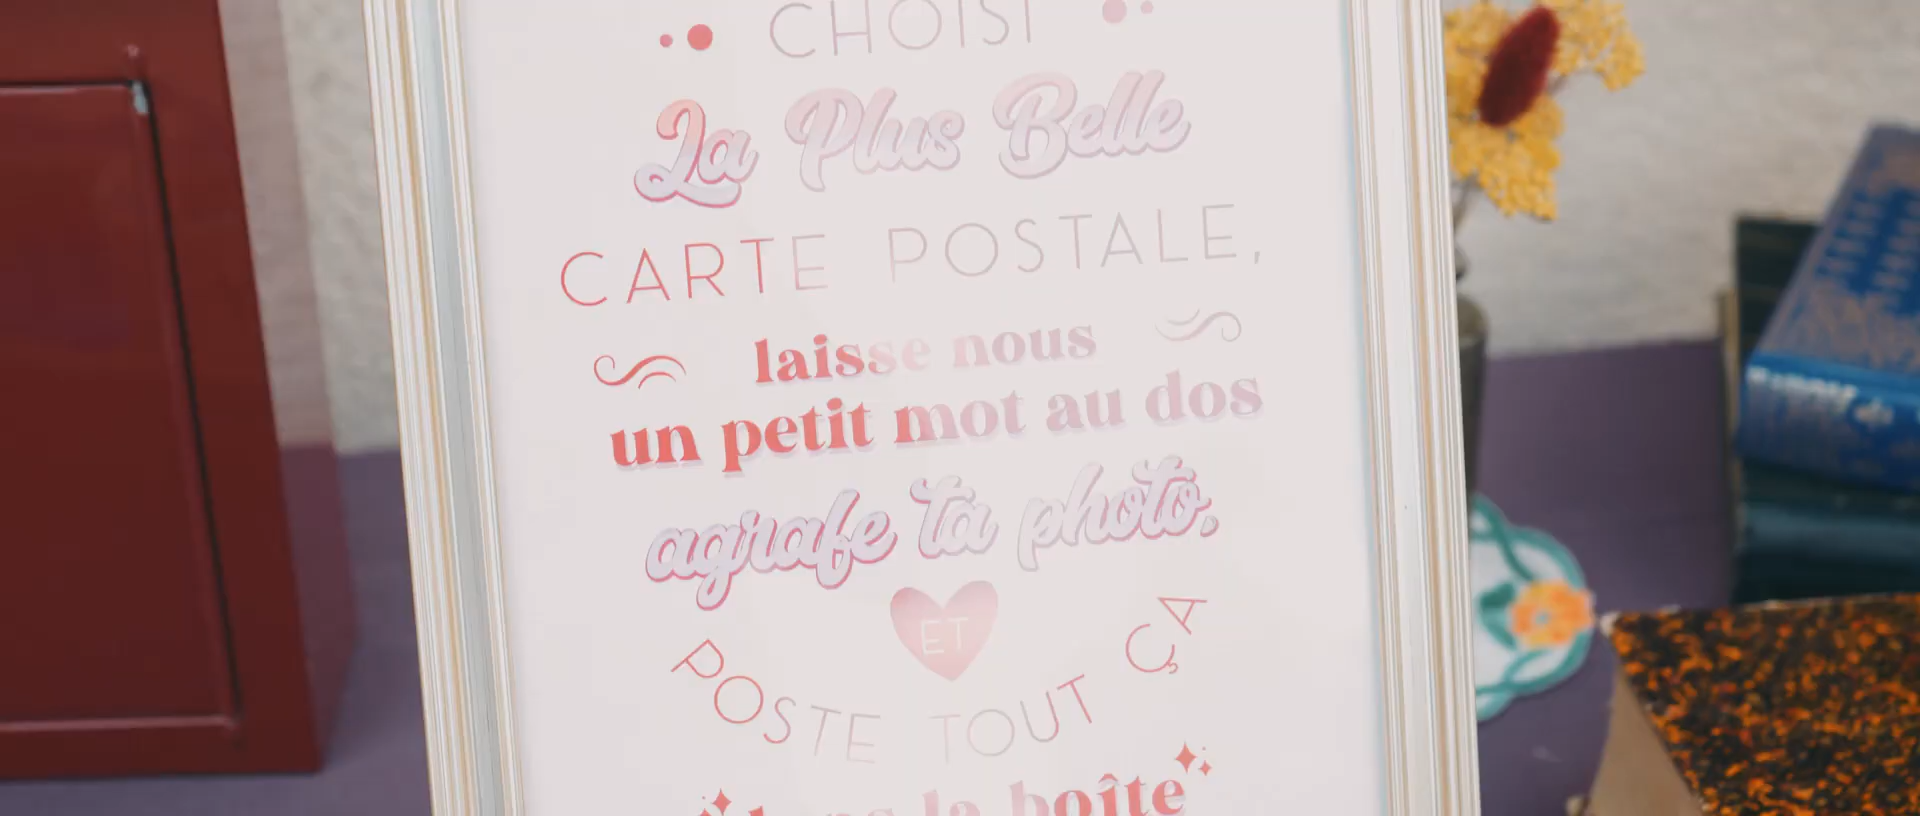 CHOISI
La Plus Belle
CARTE POSTALE,
laisse nous
un petit mot au dos
agrafe ta photo.
ET
POSTE TOUT ÇA
la boîte